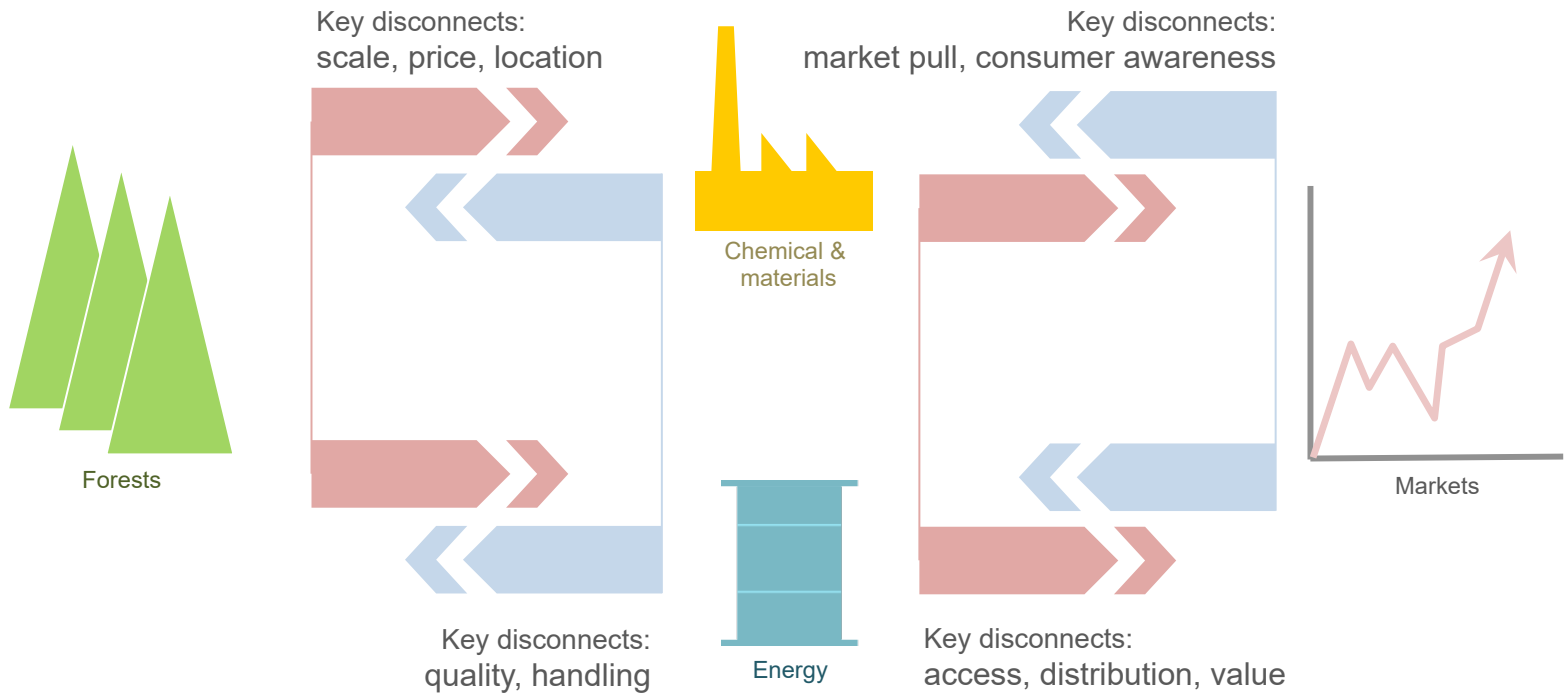 Key disconnects:
scale, price, location
Key disconnects:
market pull, consumer awareness
Chemical &
materials
Forests
Markets
Key disconnects:
quality, handling
Energy
Key disconnects:
access, distribution, value